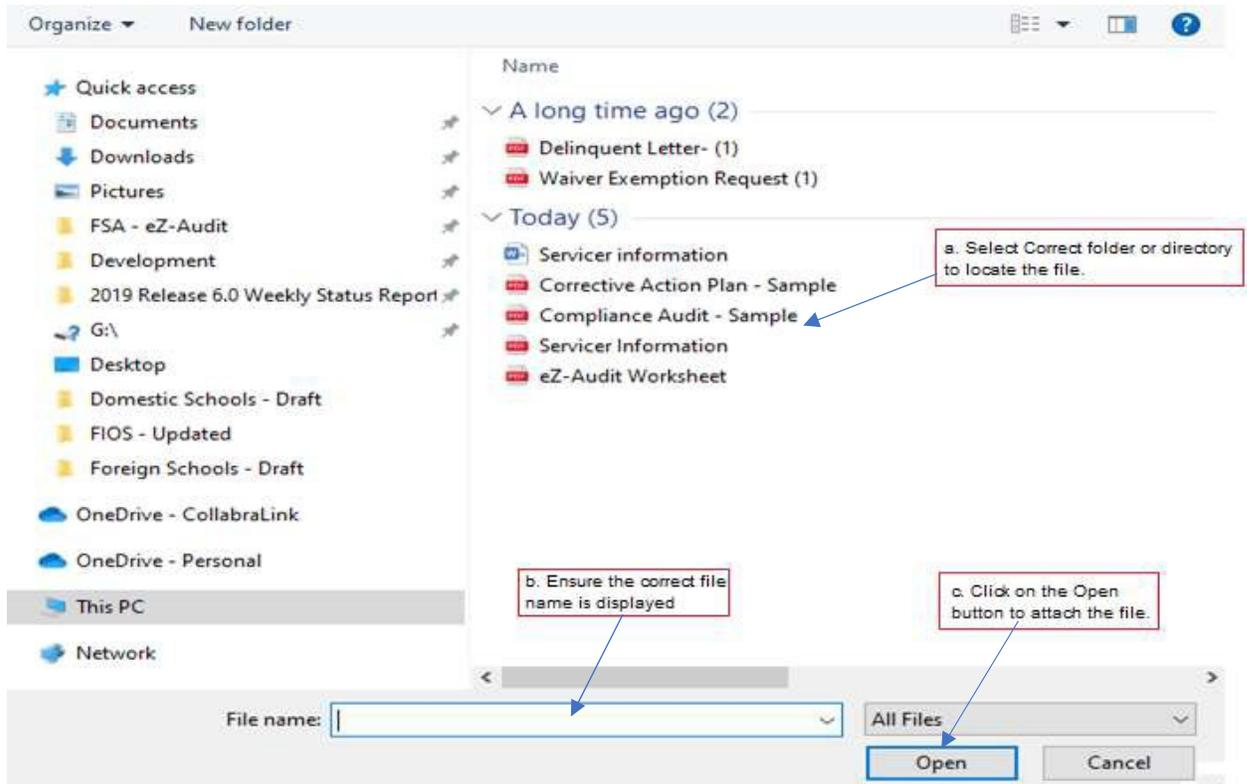 Organize New folder
Name
Quick access
Documents
Downloads
Pictures
FSA - eZ-Audit
Development
2019 Release 6.0 Weekly Status Report
G:\
Desktop
Domestic Schools - Draft
FIOS - Updated
Foreign Schools - Draft
OneDrive - CollabraLink
OneDrive - Personal
This PC
Network
A long time ago (2)
Delinquent Letter- (1)
Waiver Exemption Request (1)
Today (5)
Servicer information
Corrective Action Plan - Sample
Compliance Audit - Sample
Servicer Information
eZ-Audit Worksheet
a. Select Correct folder or directory
to locate the file.
b. Ensure the correct file
name is displayed
c. Click on the Open
button to attach the file.
File name:
All Files
Open Cancel